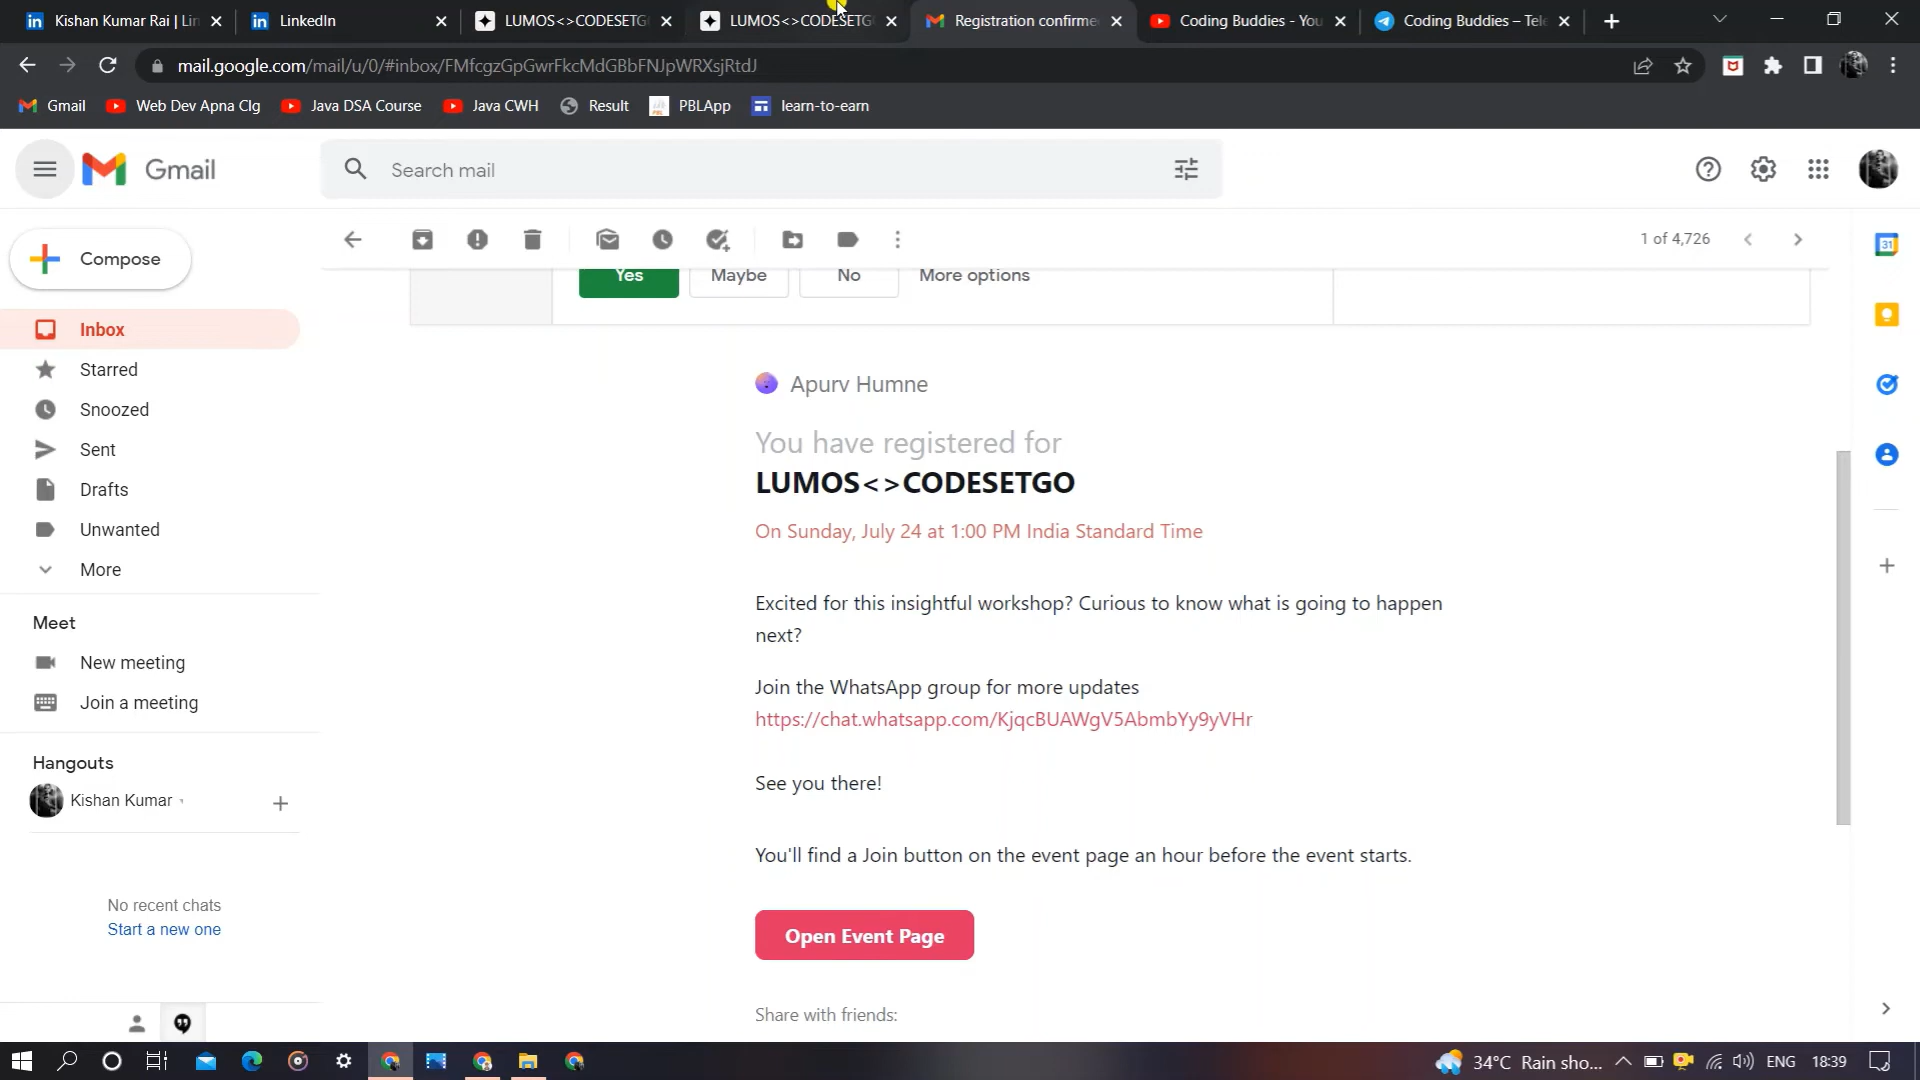 Kishan Kumar Rai | Lin
LinkedIn
LUMOS<>CODESETG
LUMOS<>CODESETG
Registration confirme
Coding Buddies - You
Coding Buddies – Tele
mail.google.com/mail/u/0/#inbox/FMfcgzGpGwrFkcMdGBbFNJpWRXsjRtdJ
Gmail
Web Dev Apna Clg
Java DSA Course
Java CWH
Result
PBLApp
learn-to-earn
Gmail
Search mail
Compose
1 of 4,726
Yes
Maybe
No
More options
Inbox
Starred
Snoozed
Sent
Drafts
Unwanted
More
Meet
New meeting
Join a meeting
Hangouts
Kishan Kumar
No recent chats
Start a new one
Apurv Humne
You have registered for
LUMOS<>CODESETGO
On Sunday, July 24 at 1:00 PM India Standard Time
Excited for this insightful workshop? Curious to know what is going to happen
next?
Join the WhatsApp group for more updates
https://chat.whatsapp.com/KjqcBUAWgV5AbmbYy9yVHr
See you there!
You'll find a Join button on the event page an hour before the event starts.
Open Event Page
Share with friends:
34°C Rain sho...
ENG
18:39